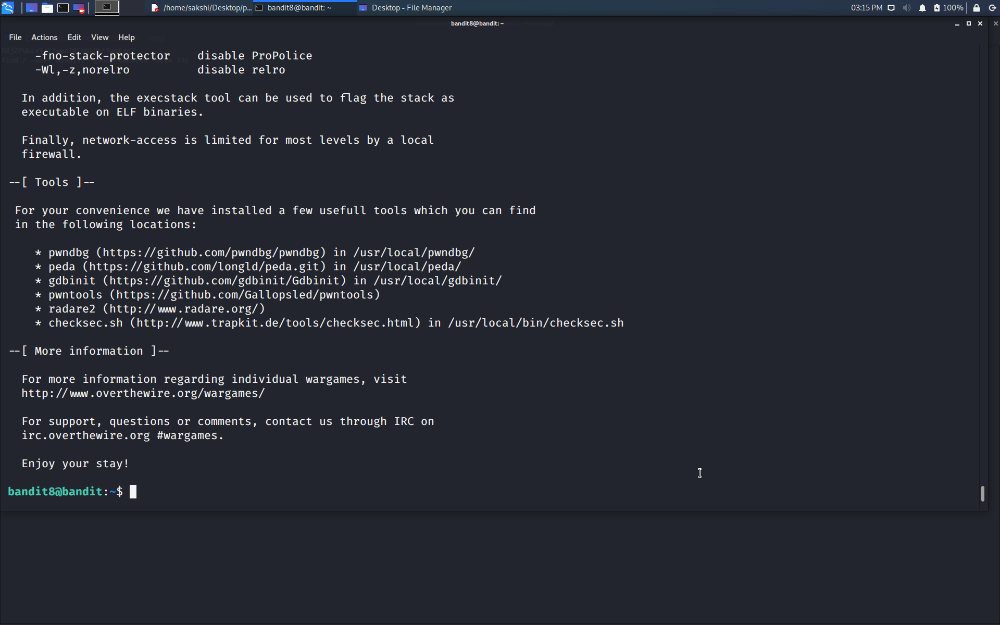 /home/sakshi/Desktop/p... bandit8@bandit: ~ Desktop - File Manager 03:15 PM 100%
bandit8@bandit: ~
File Actions Edit View Help
-fno-stack-protector disable ProPolice
-Wl,-z,norelro disable relro
In addition, the execstack tool can be used to flag the stack as
executable on ELF binaries.
Finally, network-access is limited for most levels by a local
firewall.
--[ Tools ]--
For your convenience we have installed a few usefull tools which you can find
in the following locations:
* pwndbg (https://github.com/pwndbg/pwndbg) in /usr/local/pwndbg/
* peda (https://github.com/longld/peda.git) in /usr/local/peda/
* gdbinit (https://github.com/gdbinit/Gdbinit) in /usr/local/gdbinit/
* pwntools (https://github.com/Gallopsled/pwntools)
* radare2 (http://www.radare.org/)
* checksec.sh (http://www.trapkit.de/tools/checksec.html) in /usr/local/bin/checksec.sh
--[ More information ]--
For more information regarding individual wargames, visit
http://www.overthewire.org/wargames/
For support, questions or comments, contact us through IRC on
irc.overthewire.org #wargames.
Enjoy your stay!
bandit8@bandit:~$